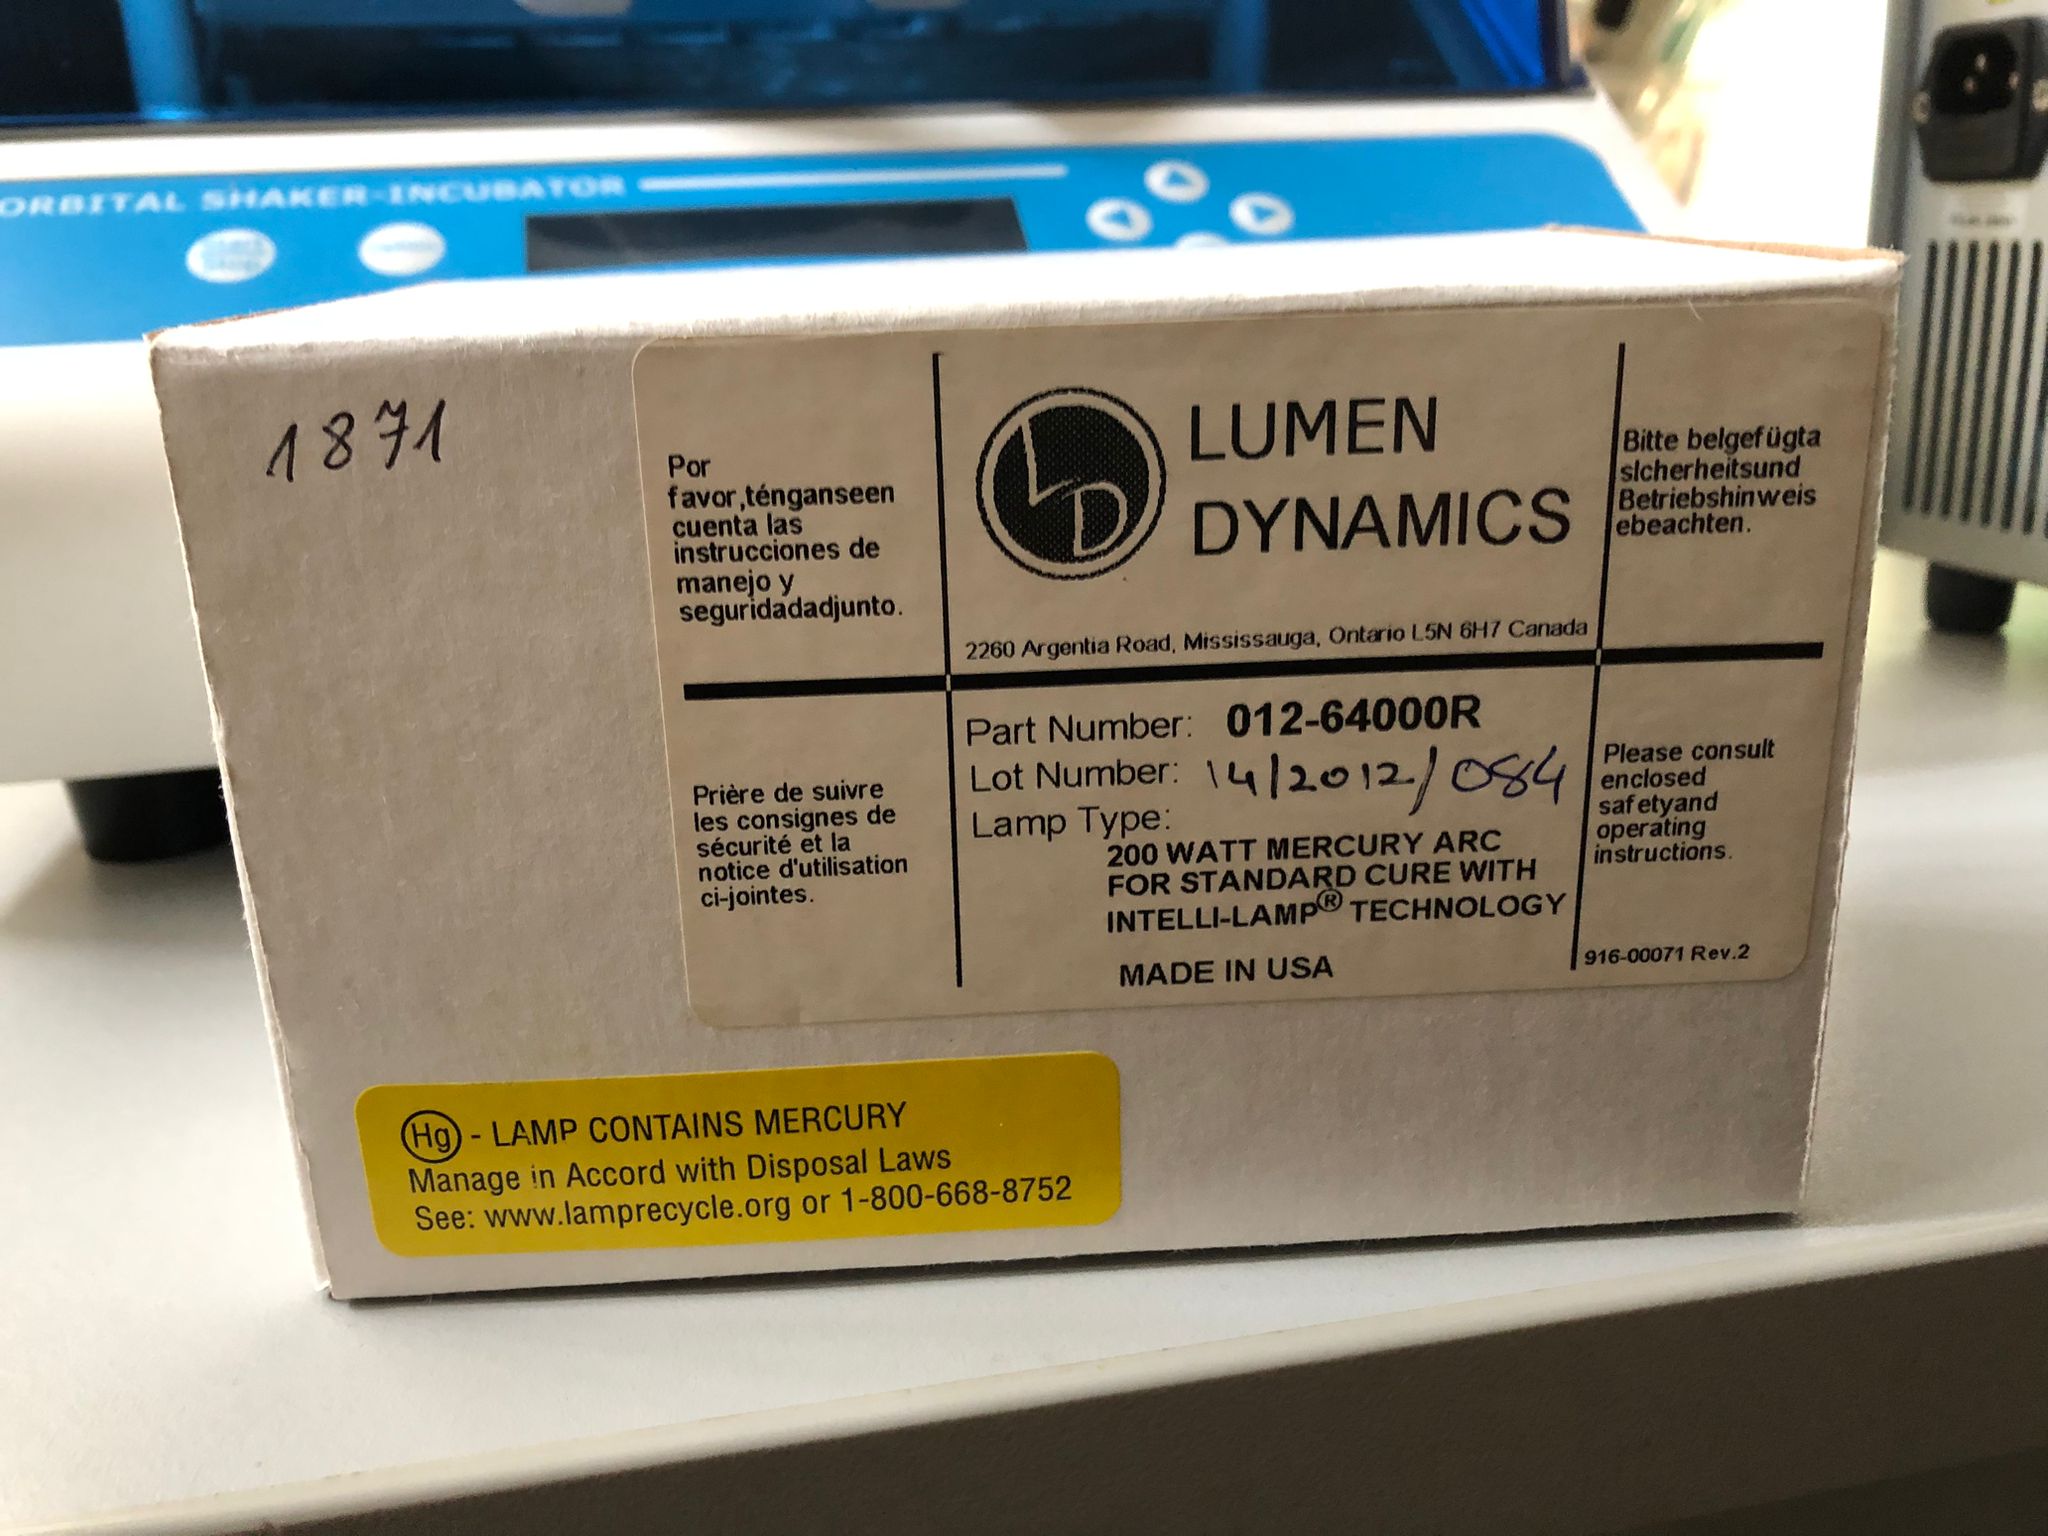 ORBITAL SHAKER-INCUBATOR
1871
Por
favor,ténganseen
cuenta las
instrucciones de
manejo y
seguridadadjunto.
LD
LUMEN
DYNAMICS
2260 Argentia Road, Mississauga, Ontario L5N 6H7 Canada
Bitte belgefügta
slcherheitsund
Betriebshinweis
ebeachten.
Prière de suivre
les consignes de
sécurité et la
notice d'utilisation
ci-jointes.
Part Number: 012-64000R
Lot Number: 14/2012/084
Lamp Type:
200 WATT MERCURY ARC
FOR STANDARD CURE WITH
INTELLI-LAMP® TECHNOLOGY
MADE IN USA
Please consult
enclosed
safetyand
operating
instructions.
916-00071 Rev.2
Hg - LAMP CONTAINS MERCURY
Manage in Accord with Disposal Laws
See: www.lamprecycle.org or 1-800-668-8752